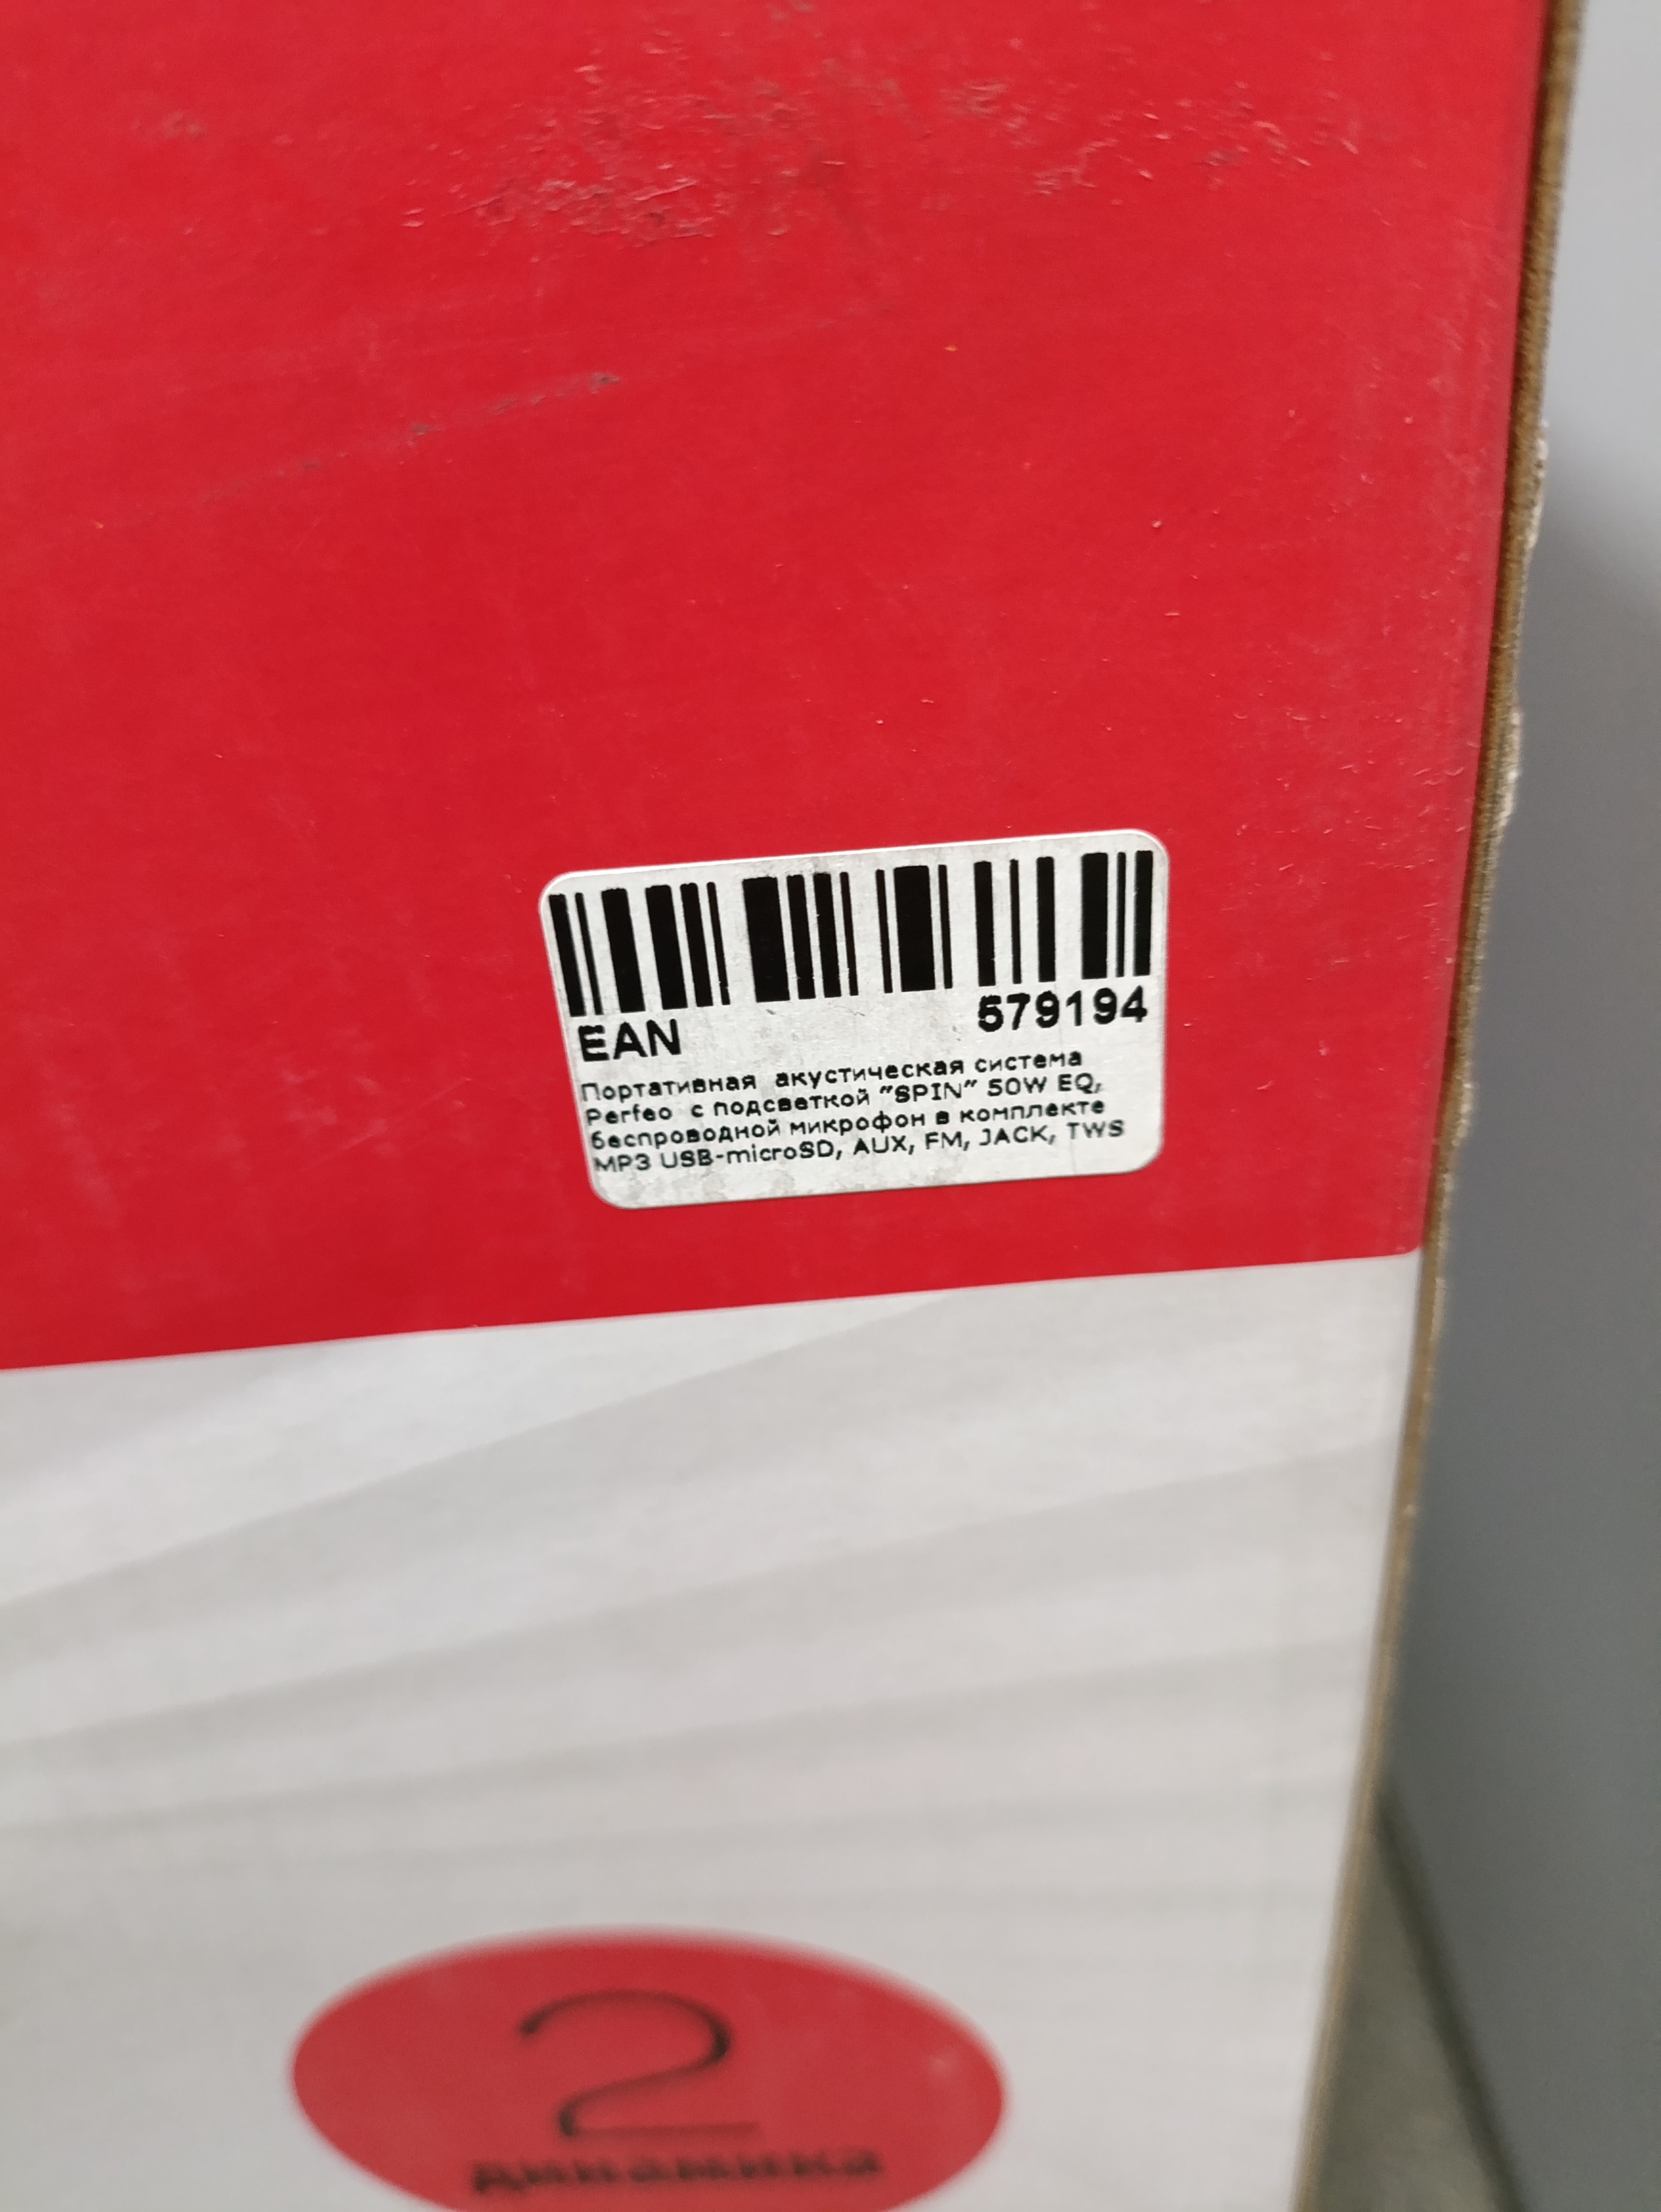 EAN 579194
Портативная акустическая система
Perfeo с подсветкой "SPIN" 50W EQ,
беспроводной микрофон в комплекте
MP3 USB-microSD, AUX, FM, JACK, TWS
2
динамика